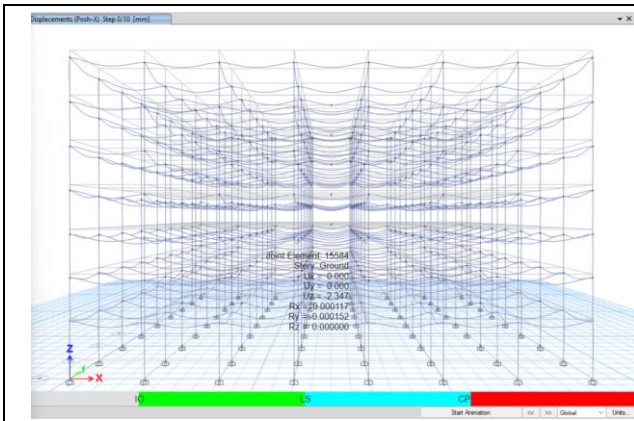 Displacements (Posh-X) Step 0/10 [mm]
Joint Element: 15584
Story: Ground
Ux = 0.000
Uy = 0.000
Uz = -2.347
Rx = 0.000117
Ry = -0.000152
Rz = 0.000000
Z
Y
X
IO
LS
CP
Start Animation
<<
>>
Global
Units...